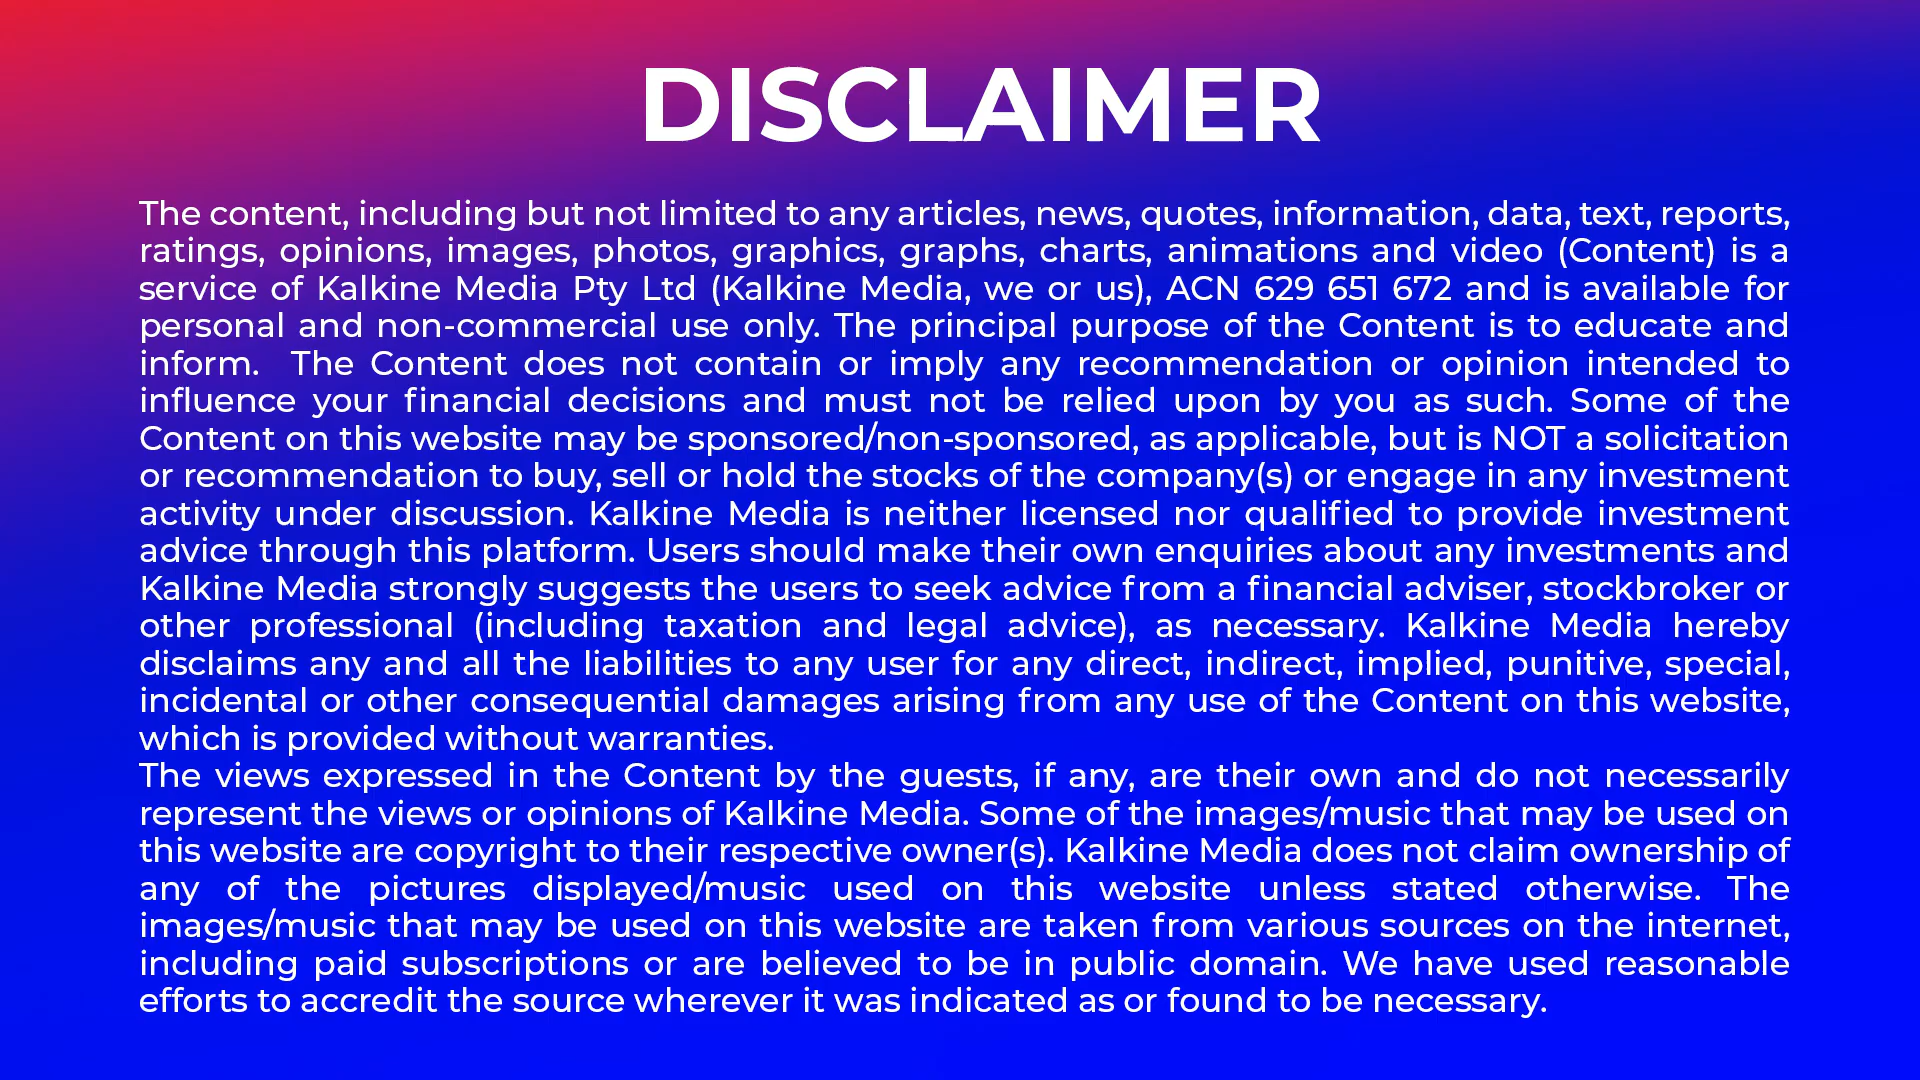 DISCLAIMER
The content, including but not limited to any articles, news, quotes, information, data, text, reports,
ratings, opinions, images, photos, graphics, graphs, charts, animations and video (Content) is a
service of Kalkine Media Pty Ltd (Kalkine Media, we or us), ACN 629 651 672 and is available for
personal and non-commercial use only. The principal purpose of the Content is to educate and
inform.  The Content does not contain or imply any recommendation or opinion intended to
influence your financial decisions and must not be relied upon by you as such. Some of the
Content on this website may be sponsored/non-sponsored, as applicable, but is NOT a solicitation
or recommendation to buy, sell or hold the stocks of the company(s) or engage in any investment
activity under discussion. Kalkine Media is neither licensed nor qualified to provide investment
advice through this platform. Users should make their own enquiries about any investments and
Kalkine Media strongly suggests the users to seek advice from a financial adviser, stockbroker or
other professional (including taxation and legal advice), as necessary. Kalkine Media hereby
disclaims any and all the liabilities to any user for any direct, indirect, implied, punitive, special,
incidental or other consequential damages arising from any use of the Content on this website,
which is provided without warranties.
The views expressed in the Content by the guests, if any, are their own and do not necessarily
represent the views or opinions of Kalkine Media. Some of the images/music that may be used on
this website are copyright to their respective owner(s). Kalkine Media does not claim ownership of
any of the pictures displayed/music used on this website unless stated otherwise. The
images/music that may be used on this website are taken from various sources on the internet,
including paid subscriptions or are believed to be in public domain. We have used reasonable
efforts to accredit the source wherever it was indicated as or found to be necessary.